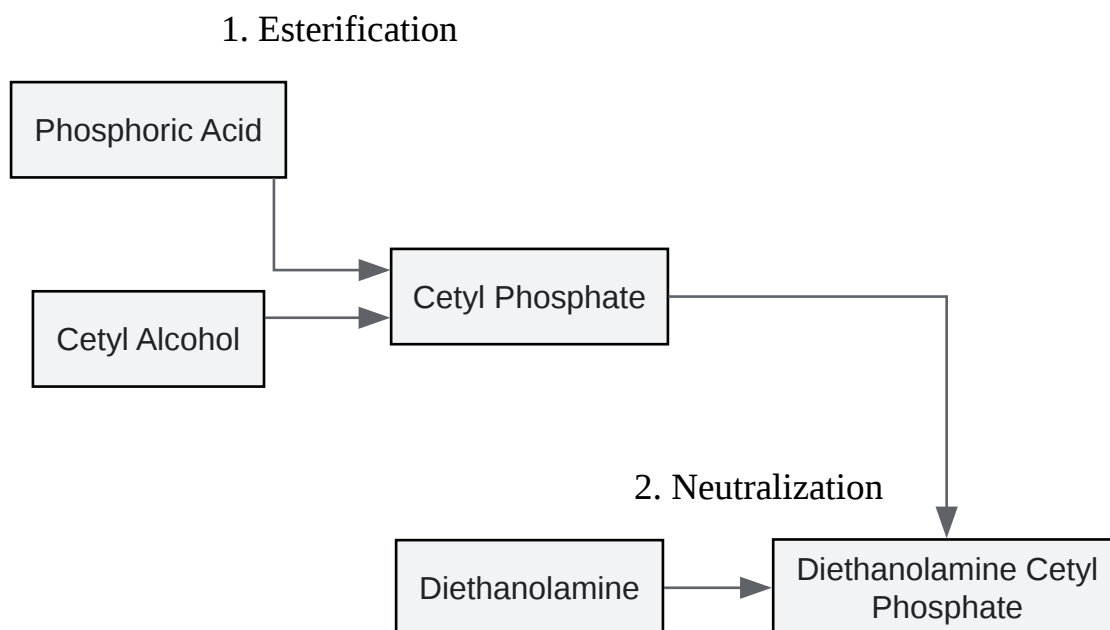 1. Esterification
Phosphoric Acid
Cetyl Alcohol
Cetyl Phosphate
2. Neutralization
Diethanolamine
Diethanolamine Cetyl
Phosphate